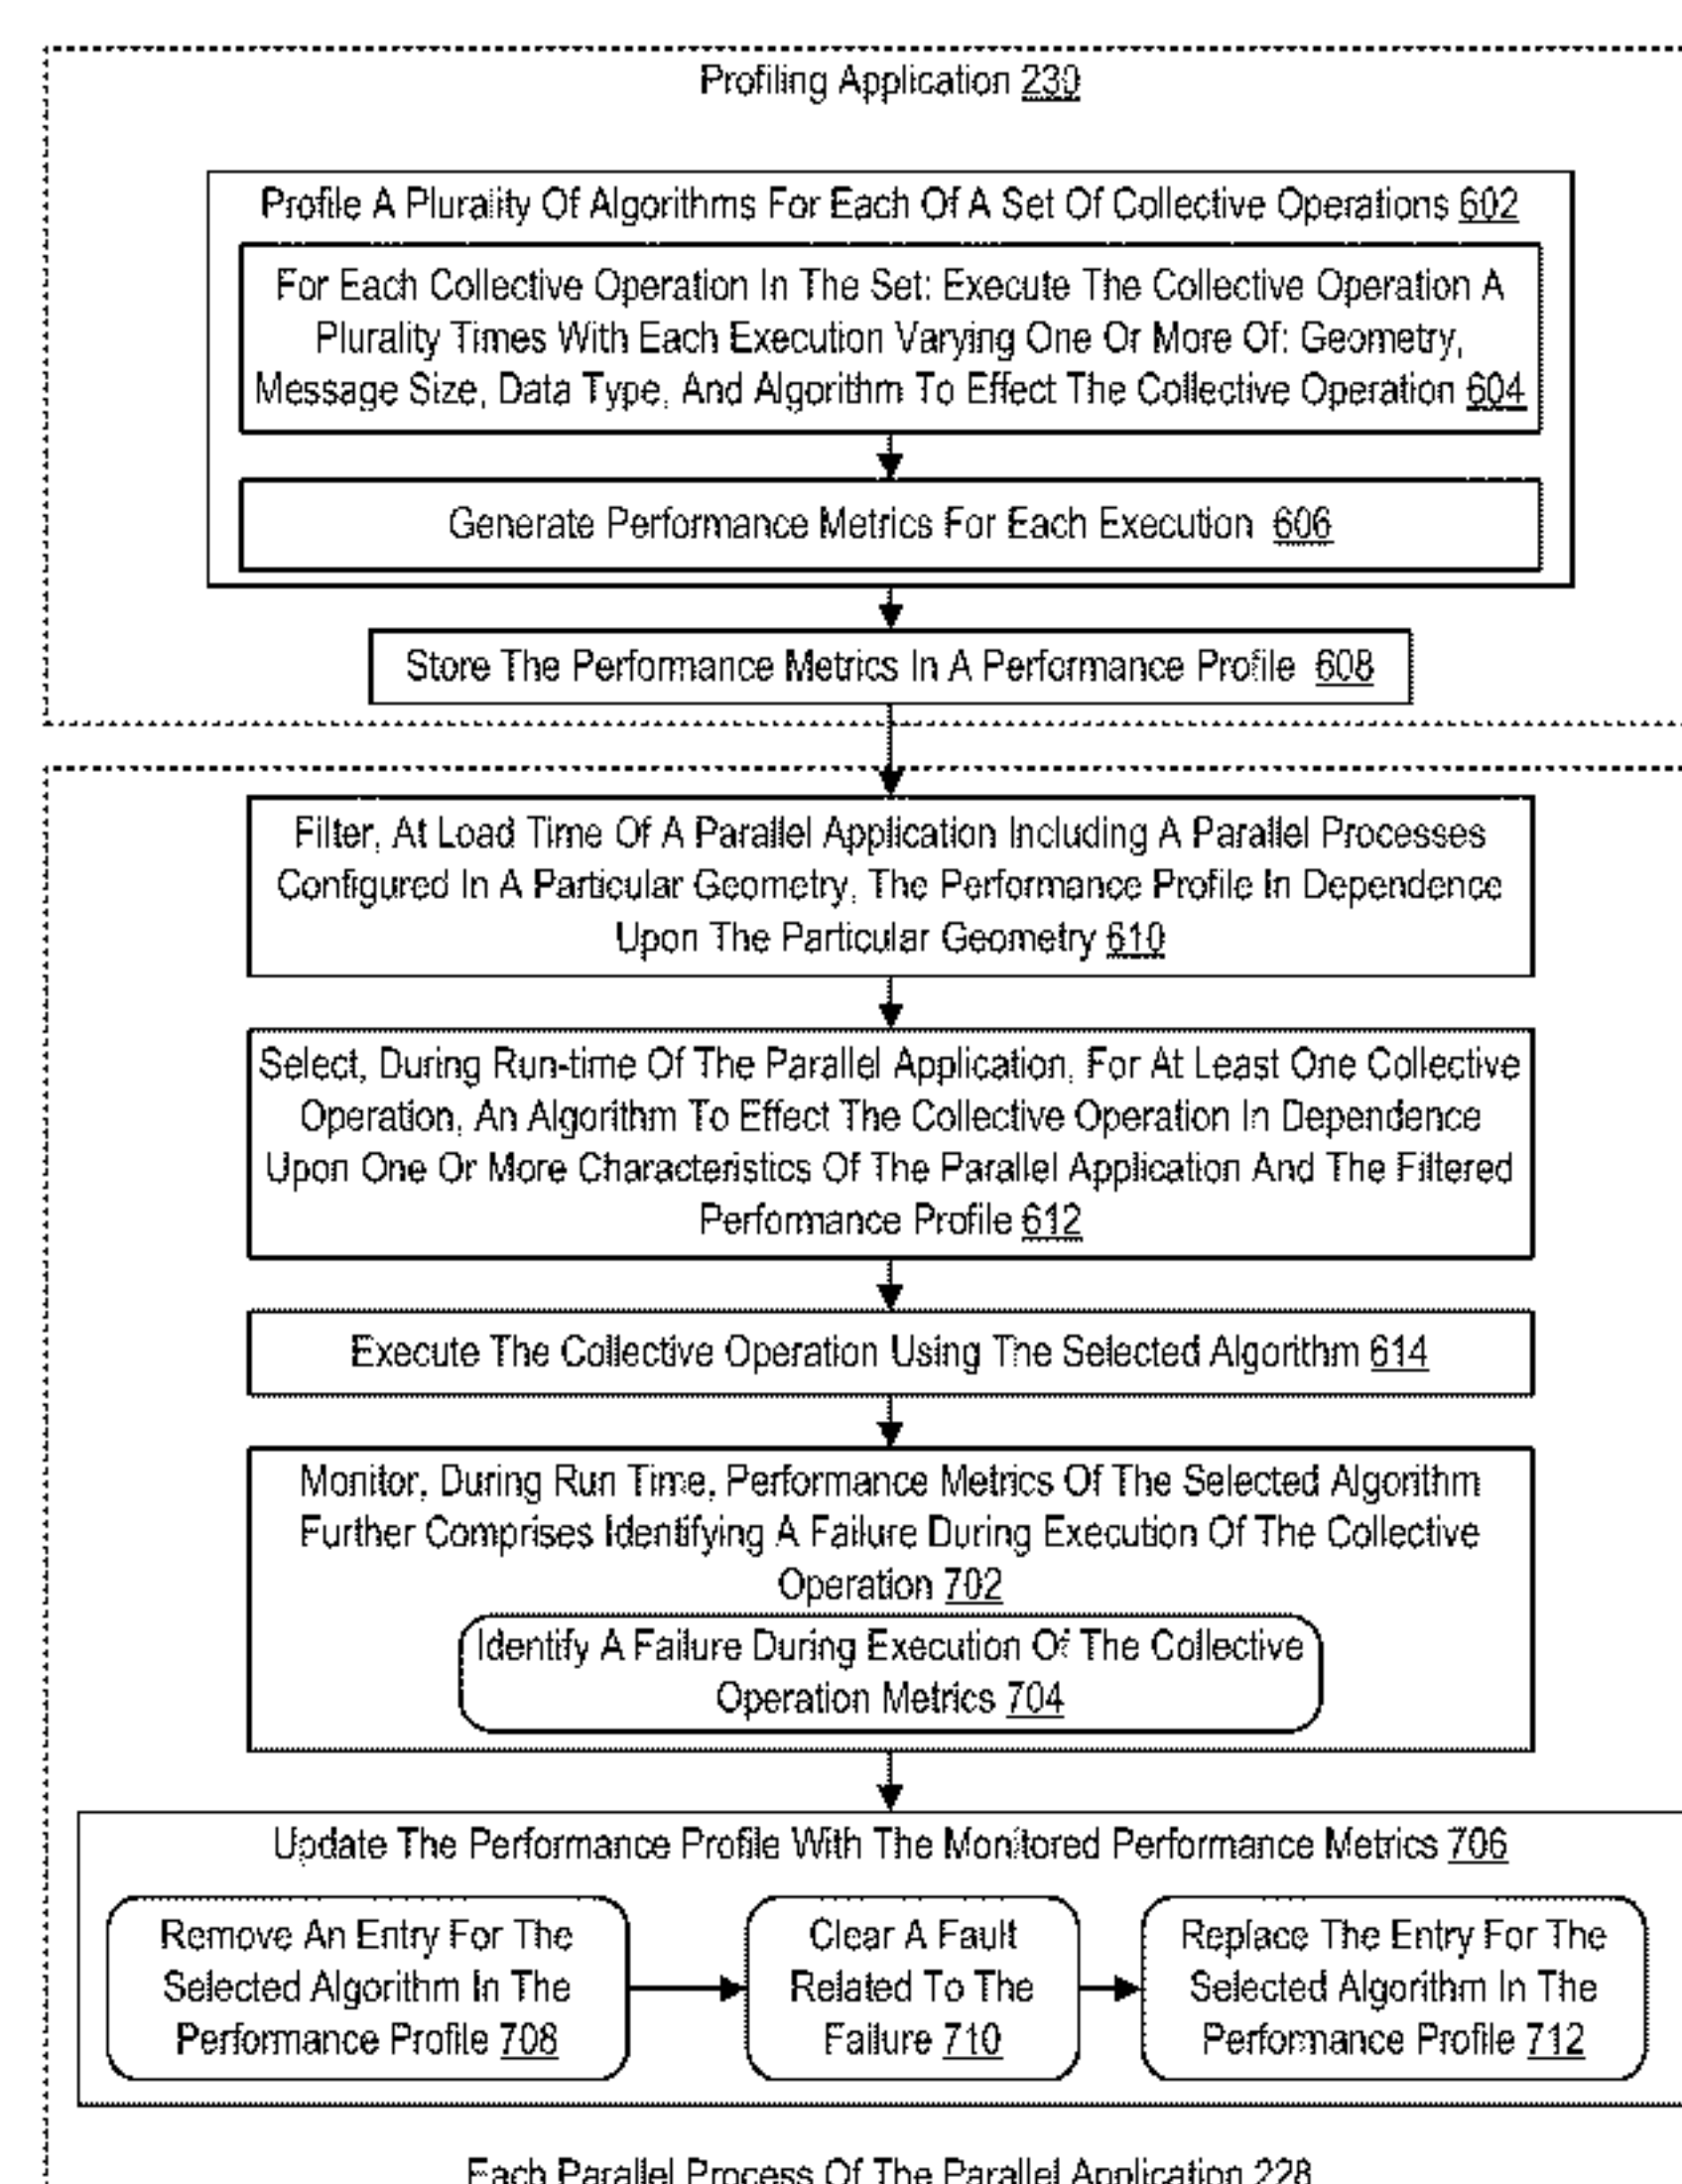 Profiling Application 230
Profile A Plurality Of Algorithms For Each Of A Set Of Collective Operations 602
For Each Collective Operation In The Set: Execute The Collective Operation A
Plurality Times With Each Execution Varying One Or More Of: Geometry,
Message Size, Data Type, And Algorithm To Effect The Collective Operation 604
Generate Performance Metrics For Each Execution 606
Store The Performance Metrics In A Performance Profile 608
Filter, At Load Time Of A Parallel Application Including A Parallel Processes
Configured In A Particular Geometry, The Performance Profile In Dependence
Upon The Particular Geometry 610
Select, During Run-time Of The Parallel Application, For At Least One Collective
Operation, An Algorithm To Effect The Collective Operation In Dependence
Upon One Or More Characteristics Of The Parallel Application And The Filtered
Performance Profile 612
Execute The Collective Operation Using The Selected Algorithm 614
Monitor, During Run Time, Performance Metrics Of The Selected Algorithm
Further Comprises Identifying A Failure During Execution Of The Collective
Operation 702
Identify A Failure During Execution Of The Collective
Operation Metrics 704
Update The Performance Profile With The Monitored Performance Metrics 706
Remove An Entry For The
Selected Algorithm In The
Performance Profile 708
Clear A Fault
Related To The
Failure 710
Replace The Entry For The
Selected Algorithm In The
Performance Profile 712
Each Parallel Process Of The Parallel Application 228